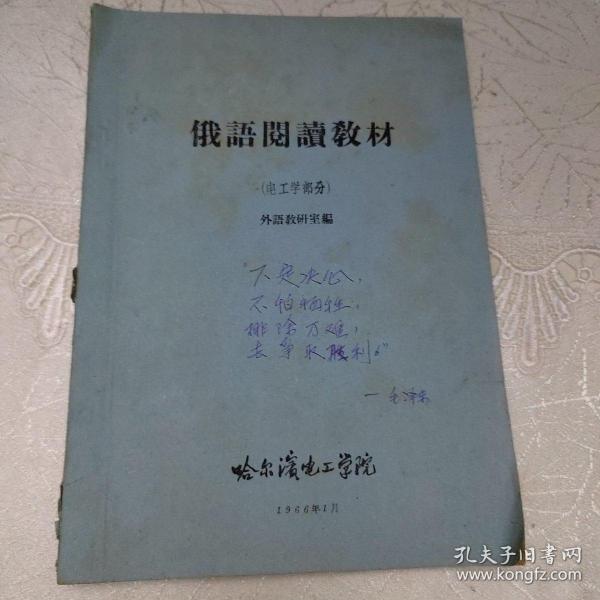 俄語閱讀教材
(电工学部分)
外語教研室編
下定决心,
不怕牺牲,
排除万难,
去争取胜利。"
一毛泽东
哈尔濱电工学院
1966年1月
孔夫子旧书网
www.kongfz.com